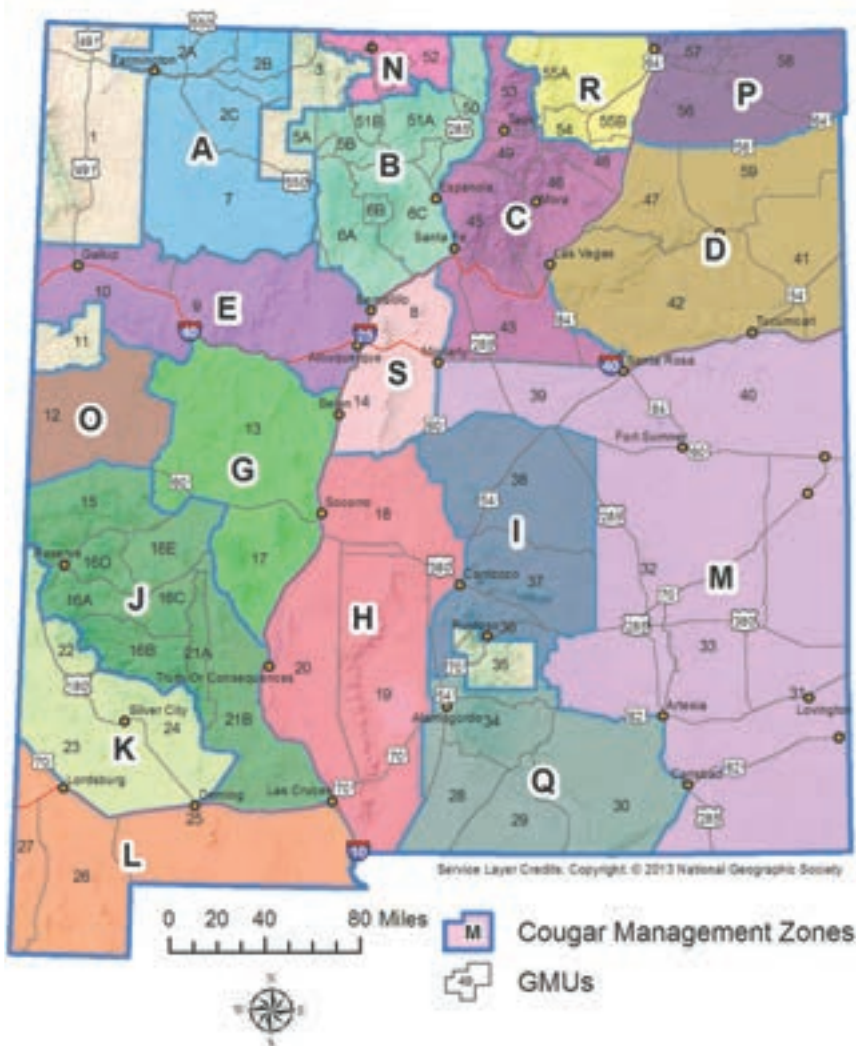 2A
2B
2C
7
A
Farmington
1
3
5A
N
52
5B
51B
51A
50
B
6A
6B
6C
Española
Santa Fe
53
Taos
49
48
46
45
Mora
C
43
Las Vegas
55A
R
54
55B
57
58
P
56
59
47
D
41
42
Tucumcari
Gallup
10
9
E
Bernalillo
Albuquerque
8
S
14
Moriarty
Belen
11
12
O
13
G
17
Socorro
Santa Rosa
39
40
Fort Sumner
15
16D
16E
16A
16C
16B
J
Reserve
21A
21B
Truth Or Consequences
18
H
20
19
38
I
37
Carrizozo
Ruidoso
36
35
32
M
33
31
Artesia
Lovington
Carlsbad
22
Silver City
24
23
K
Lordsburg
Deming
Las Cruces
25
27
26
L
Alamogordo
34
28
29
30
Q
Service Layer Credits: Copyright: © 2013 National Geographic Society
0 20 40 80 Miles
M Cougar Management Zones
GMUs